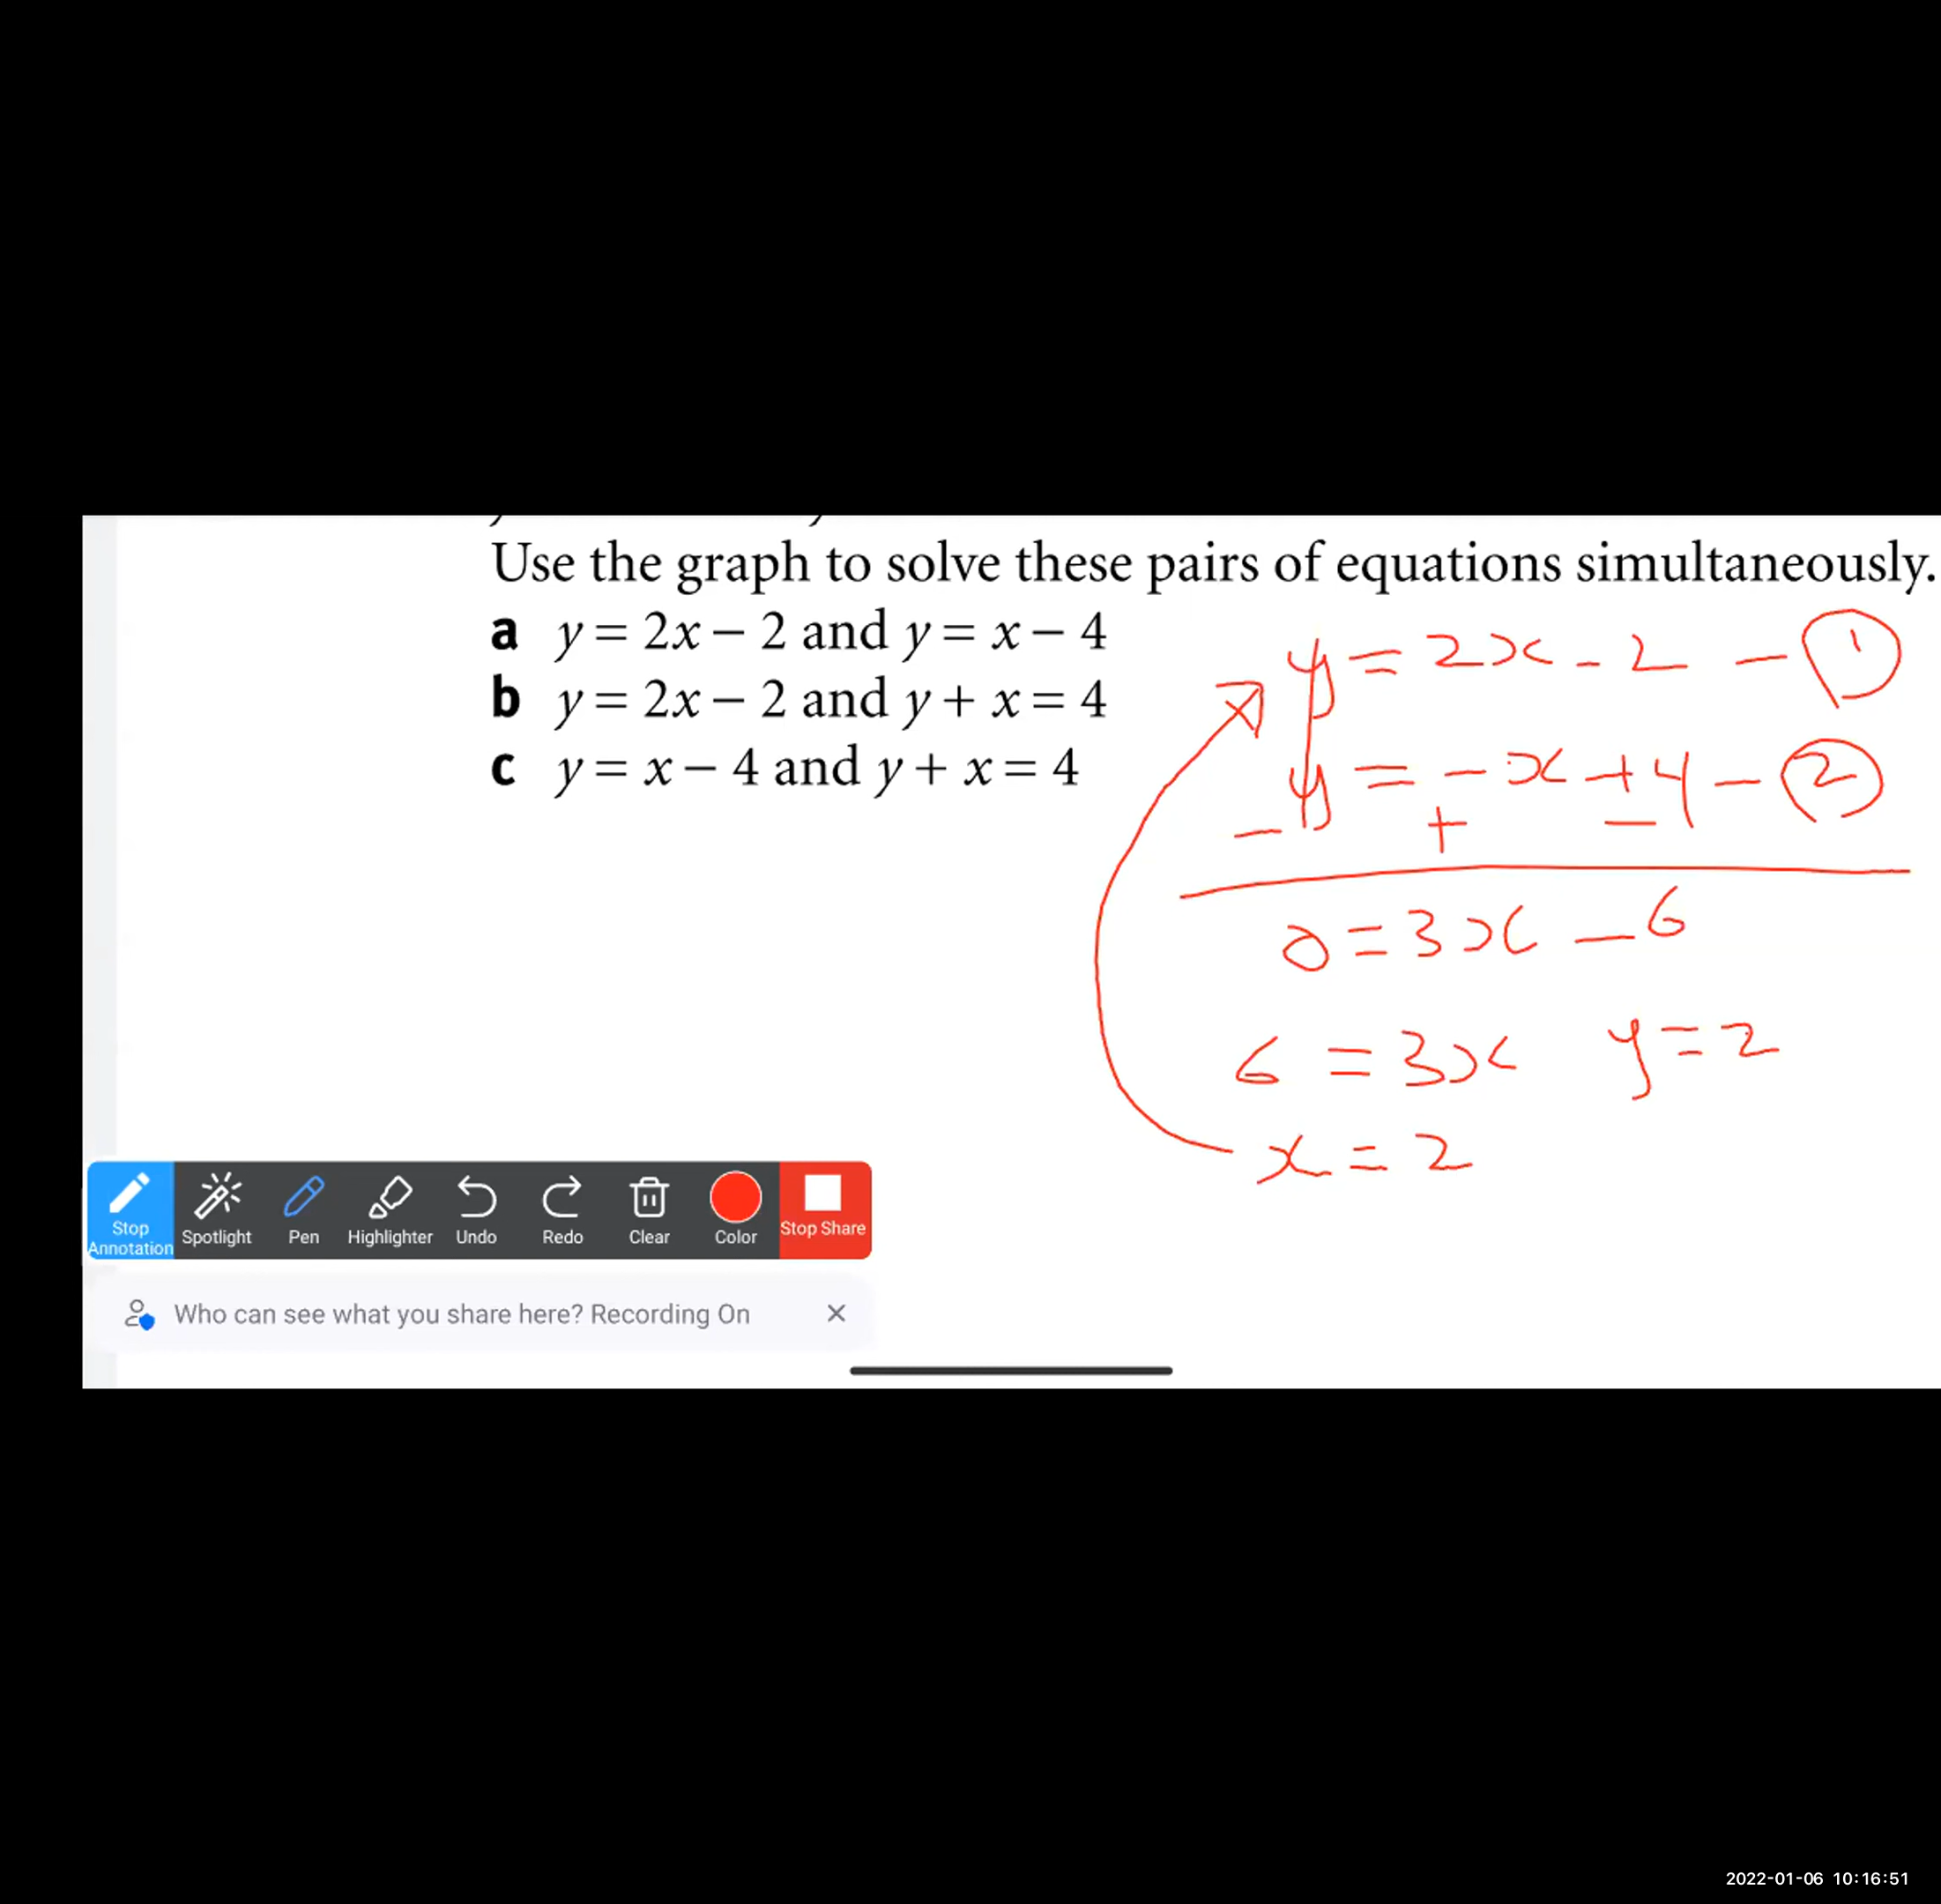 Use the graph to solve these pairs of equations simultaneously.
a y = 2x − 2 and y = x − 4
b y = 2x − 2 and y + x = 4
c y = x − 4 and y + x = 4
y = 2x - 2 - 1
y = -x + 4 - 2
- + -
0 = 3x - 6
6 = 3x y = 2
x = 2
Stop Annotation
Spotlight
Pen
Highlighter
Undo
Redo
Clear
Color
Stop Share
Who can see what you share here? Recording On
2022-01-06 10:16:51